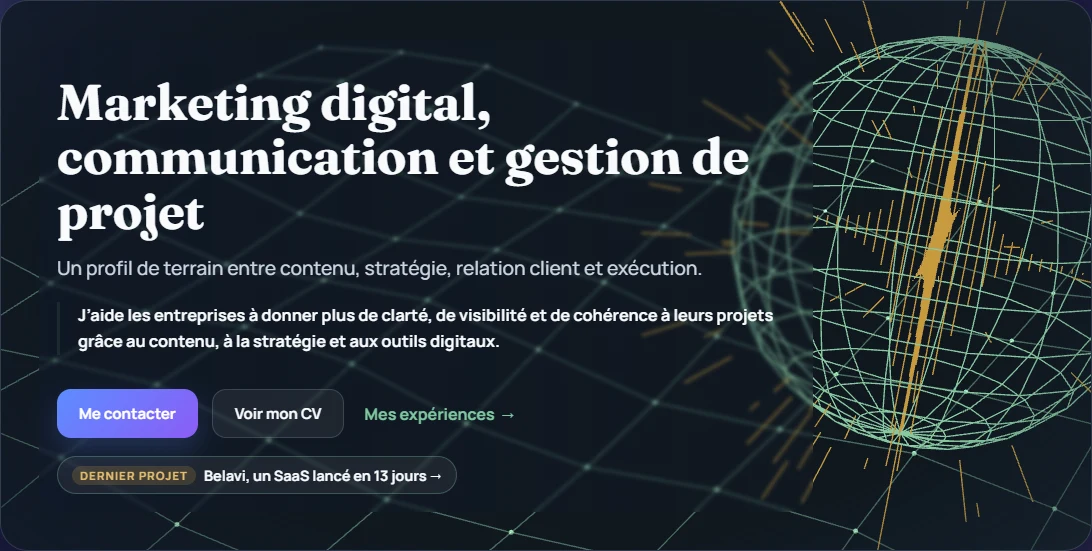 Marketing digital,
communication et gestion de
projet
Un profil de terrain entre contenu, stratégie, relation client et exécution.
J’aide les entreprises à donner plus de clarté, de visibilité et de cohérence à leurs projets
grâce au contenu, à la stratégie et aux outils digitaux.
Me contacter Voir mon CV Mes expériences →
DERNIER PROJET Belavi, un SaaS lancé en 13 jours →